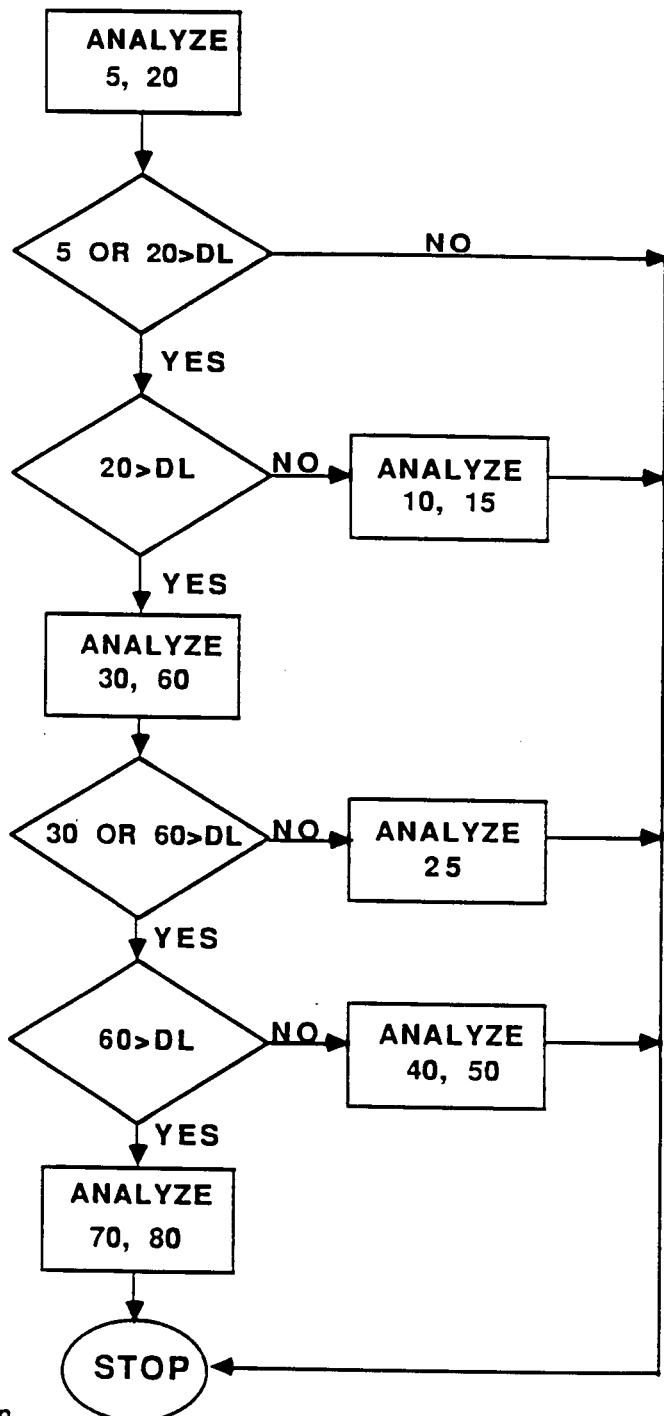 ANALYZE
5, 20
5 OR 20>DL
NO
YES
20>DL
NO
ANALYZE
10, 15
YES
ANALYZE
30, 60
30 OR 60>DL
NO
ANALYZE
25
YES
60>DL
NO
ANALYZE
40, 50
YES
ANALYZE
70, 80
STOP